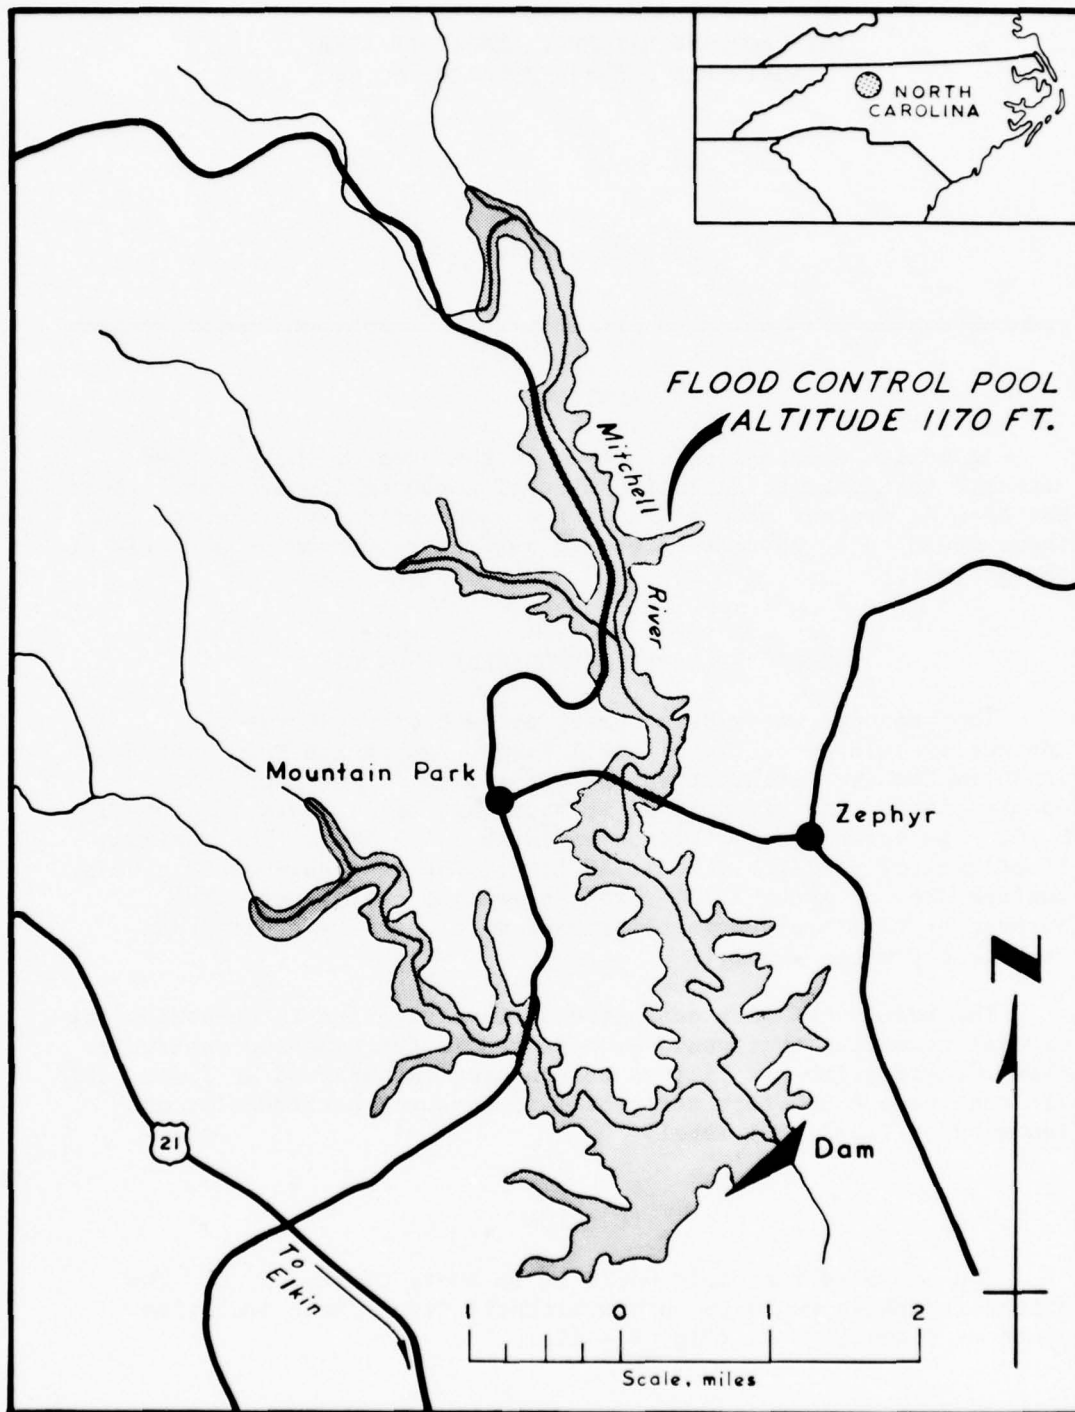 NORTH
CAROLINA
FLOOD CONTROL POOL
ALTITUDE 1170 FT.
Mitchell
River
Mountain Park
Zephyr
N
Dam
21
To
Elkin
1 0 1 2
Scale, miles